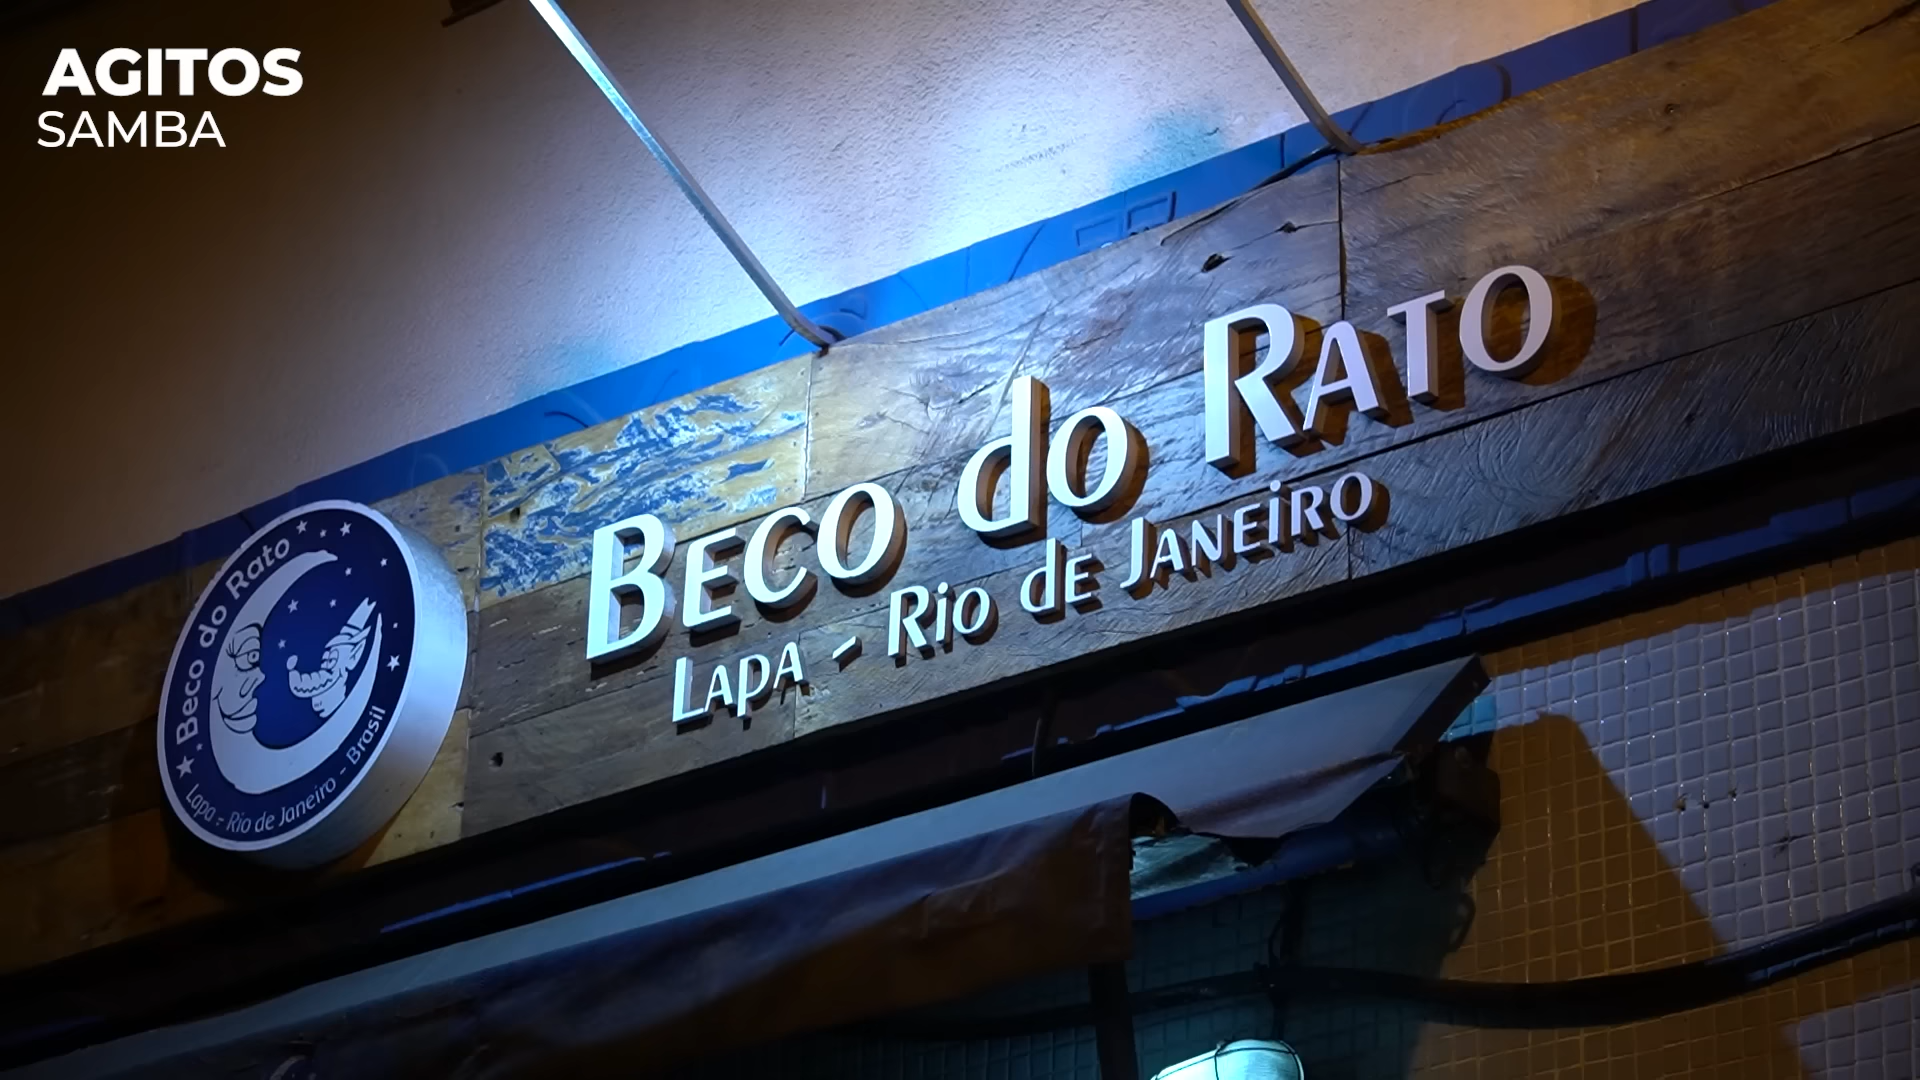 AGITOS
SAMBA
BECO do RATO
LAPA - Rio dE JANEiRO
★ Beco do Rato
Lapa - Rio de Janeiro - Brasil